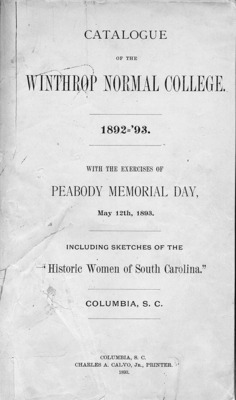 CATALOGUE
OF THE
WINTHROP NORMAL COLLEGE.
1892-'93.
WITH THE EXERCISES OF
PEABODY MEMORIAL DAY,
May 12th, 1893.
INCLUDING SKETCHES OF THE
"Historic Women of South Carolina."
COLUMBIA, S. C.
COLUMBIA, S. C.
CHARLES A. CALVO, JR., PRINTER.
1893.